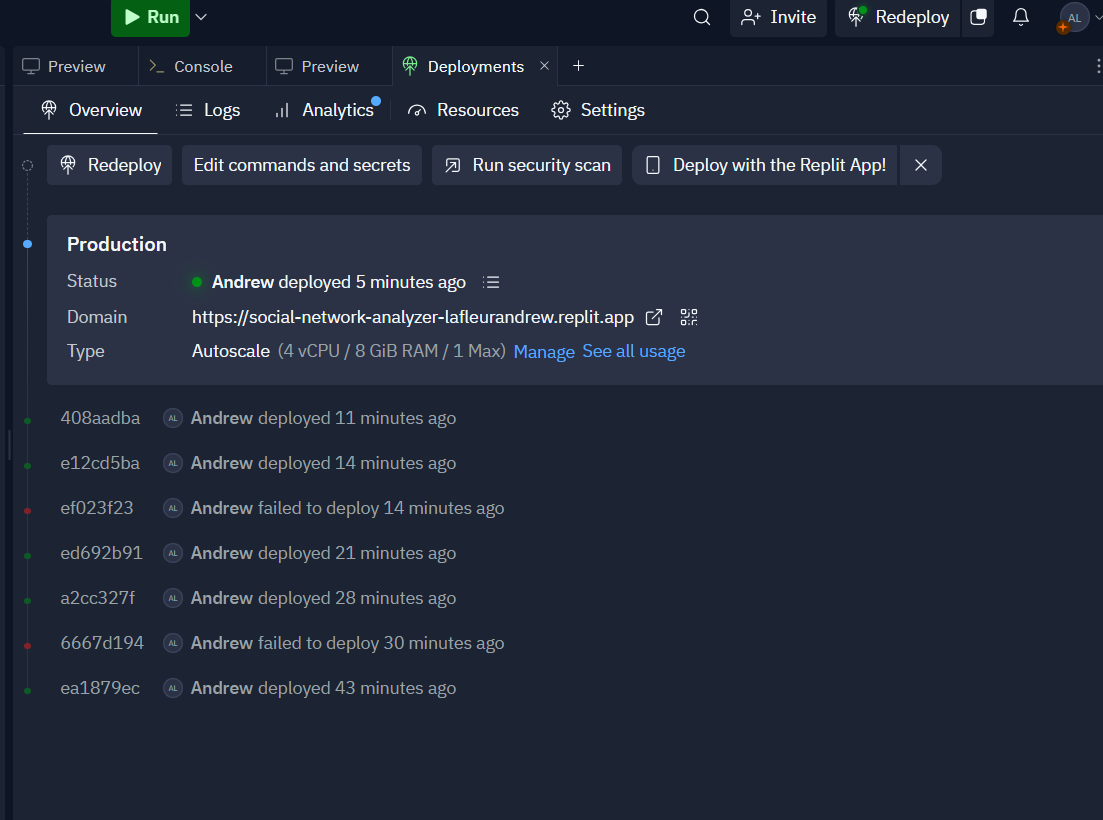 Run
Invite
Redeploy
AL
Preview
Console
Preview
Deployments
Overview
Logs
Analytics
Resources
Settings
Redeploy
Edit commands and secrets
Run security scan
Deploy with the Replit App!
Production
Status Andrew deployed 5 minutes ago
Domain https://social-network-analyzer-lafleurandrew.replit.app
Type Autoscale (4 vCPU / 8 GiB RAM / 1 Max) Manage See all usage
408aadba AL Andrew deployed 11 minutes ago
e12cd5ba AL Andrew deployed 14 minutes ago
ef023f23 AL Andrew failed to deploy 14 minutes ago
ed692b91 AL Andrew deployed 21 minutes ago
a2cc327f AL Andrew deployed 28 minutes ago
6667d194 AL Andrew failed to deploy 30 minutes ago
ea1879ec AL Andrew deployed 43 minutes ago